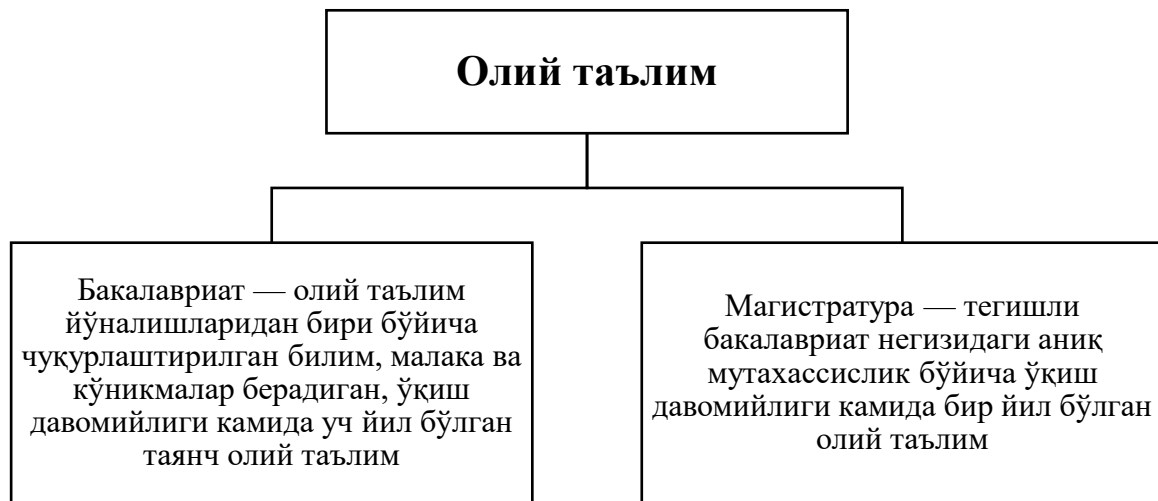 Олий таълим
Бакалавриат — олий таълим
йўналишларидан бири бўйича
чуқурлаштирилган билим, малака ва
кўникмалар берадиган, ўқиш
давомийлиги камида уч йил бўлган
таянч олий таълим
Магистратура — тегишли
бакалавриат негизидаги аниқ
мутахассислик бўйича ўқиш
давомийлиги камида бир йил бўлган
олий таълим